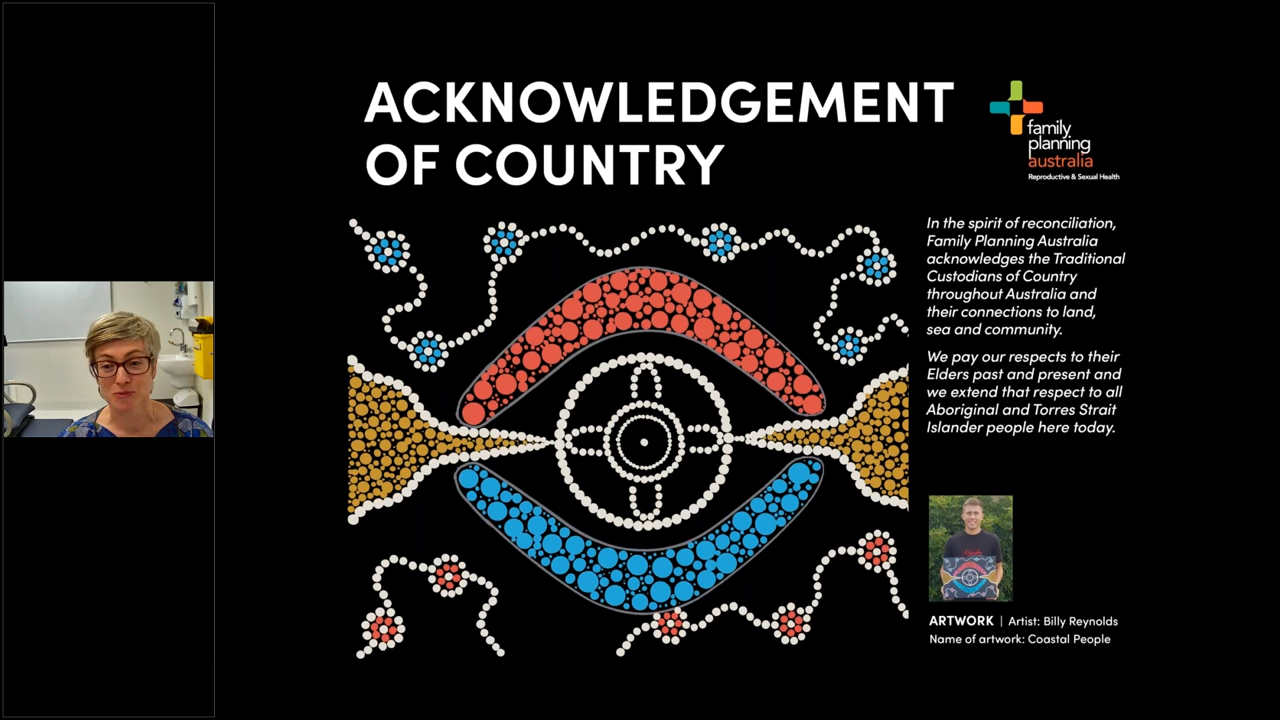 ACKNOWLEDGEMENT
OF COUNTRY
family
planning
australia
Reproductive & Sexual Health
In the spirit of reconciliation,
Family Planning Australia
acknowledges the Traditional
Custodians of Country
throughout Australia and
their connections to land,
sea and community.
We pay our respects to their
Elders past and present and
we extend that respect to all
Aboriginal and Torres Strait
Islander people here today.
ARTWORK | Artist: Billy Reynolds
Name of artwork: Coastal People